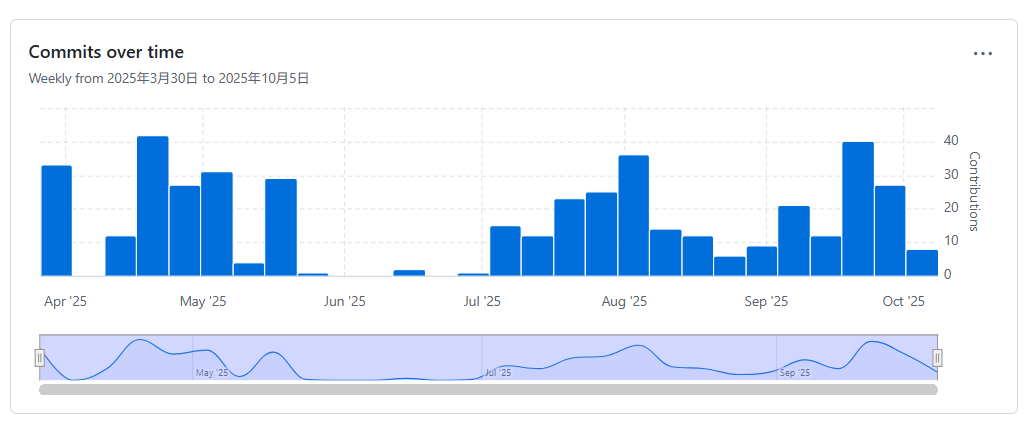 Commits over time
Weekly from 2025年3月30日 to 2025年10月5日
40
30
20
10
0
Contributions
Apr '25
May '25
Jun '25
Jul '25
Aug '25
Sep '25
Oct '25
May '25
Jul '25
Sep '25